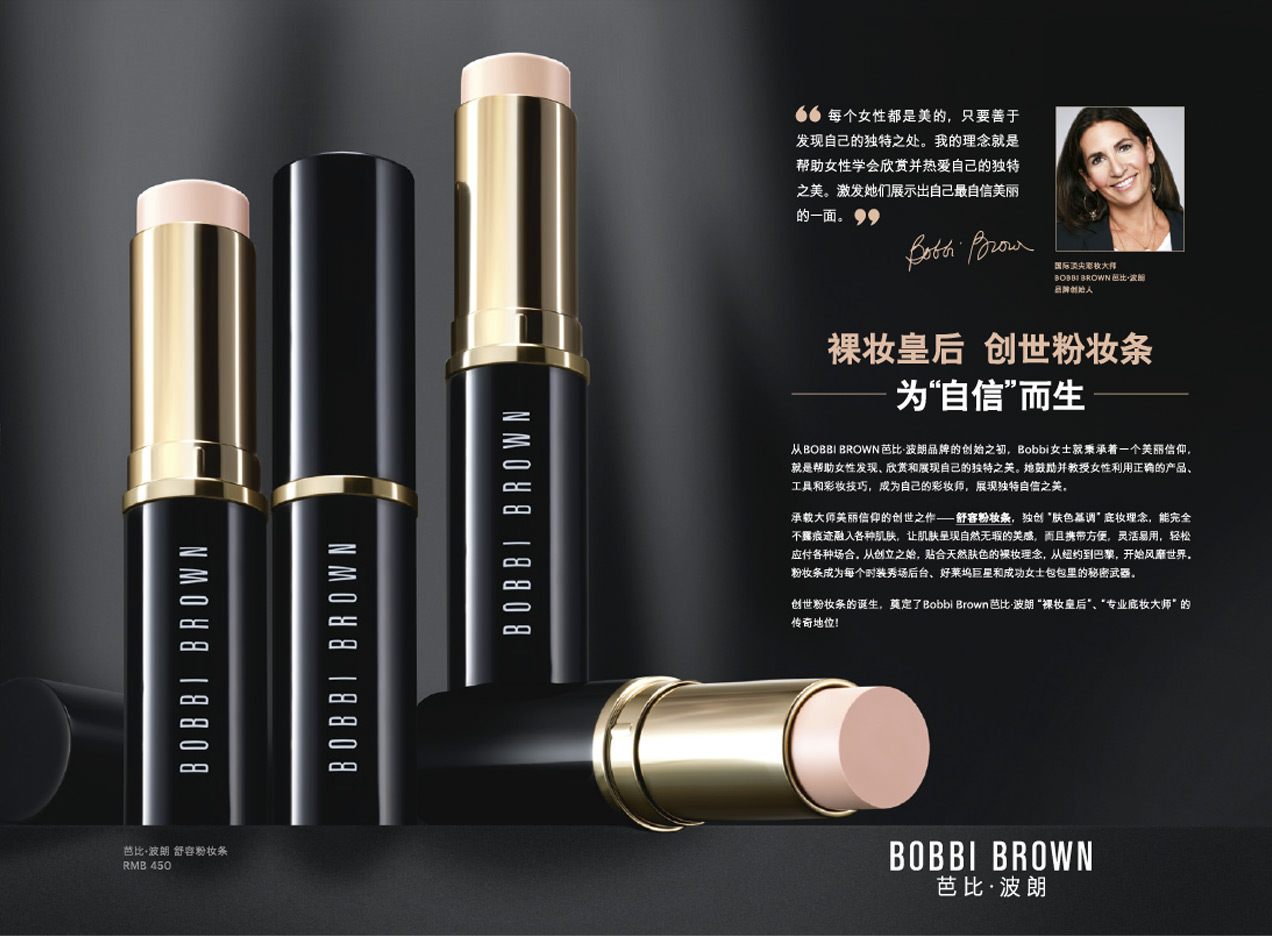 “ 每个女性都是美的，只要善于
发现自己的独特之处。我的理念就是
帮助女性学会欣赏并热爱自己的独特
之美。激发她们展示出自己最自信美丽
的一面。”
Bobbi Brown
国际顶尖彩妆大师
BOBBI BROWN 芭比·波朗
品牌创始人
裸妆皇后 创世粉妆条
为“自信”而生
从BOBBI BROWN芭比·波朗品牌的创始之初，Bobbi女士就秉承着一个美丽信仰，
就是帮助女性发现、欣赏和展现自己的独特之美。她鼓励并教授女性利用正确的产品、
工具和彩妆技巧，成为自己的彩妆师，展现独特自信之美。
承载大师美丽信仰的创世之作——舒容粉妆条，独创“肤色基调”底妆理念，能完全
不露痕迹融入各种肌肤，让肌肤呈现自然无瑕的美感，而且携带方便，灵活易用，轻松
应付各种场合。从创立之始，贴合天然肤色的裸妆理念，从纽约到巴黎，开始风靡世界。
粉妆条成为每个时装秀场后台、好莱坞巨星和成功女士包包里的秘密武器。
创世粉妆条的诞生，奠定了Bobbi Brown芭比·波朗“裸妆皇后”、“专业底妆大师”的
传奇地位！
BOBBI BROWN
BOBBI BROWN
BOBBI BROWN
芭比·波朗 舒容粉妆条
RMB 450
BOBBI BROWN
芭比·波朗